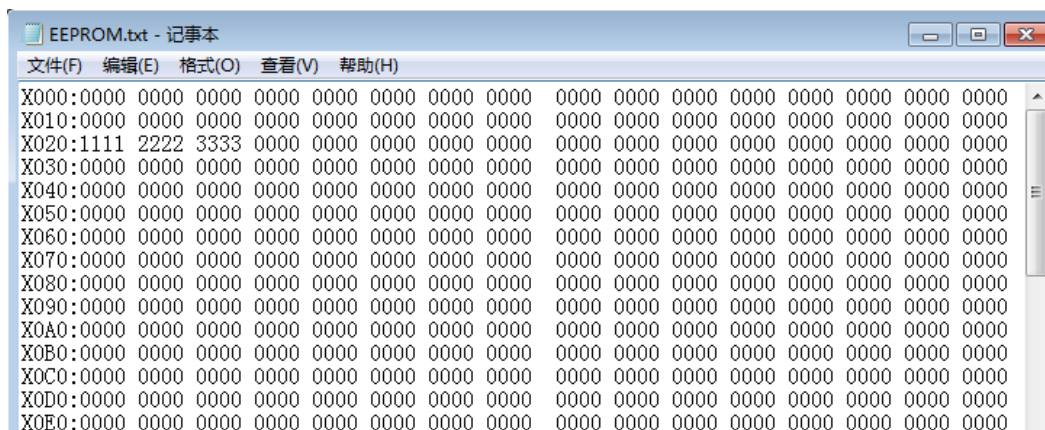 EEPROM.txt - 记事本
文件(F) 编辑(E) 格式(O) 查看(V) 帮助(H)
X000:0000 0000 0000 0000 0000 0000 0000 0000 0000 0000 0000 0000 0000 0000 0000 0000
X010:0000 0000 0000 0000 0000 0000 0000 0000 0000 0000 0000 0000 0000 0000 0000 0000
X020:1111 2222 3333 0000 0000 0000 0000 0000 0000 0000 0000 0000 0000 0000 0000 0000
X030:0000 0000 0000 0000 0000 0000 0000 0000 0000 0000 0000 0000 0000 0000 0000 0000
X040:0000 0000 0000 0000 0000 0000 0000 0000 0000 0000 0000 0000 0000 0000 0000 0000
X050:0000 0000 0000 0000 0000 0000 0000 0000 0000 0000 0000 0000 0000 0000 0000 0000
X060:0000 0000 0000 0000 0000 0000 0000 0000 0000 0000 0000 0000 0000 0000 0000 0000
X070:0000 0000 0000 0000 0000 0000 0000 0000 0000 0000 0000 0000 0000 0000 0000 0000
X080:0000 0000 0000 0000 0000 0000 0000 0000 0000 0000 0000 0000 0000 0000 0000 0000
X090:0000 0000 0000 0000 0000 0000 0000 0000 0000 0000 0000 0000 0000 0000 0000 0000
X0A0:0000 0000 0000 0000 0000 0000 0000 0000 0000 0000 0000 0000 0000 0000 0000 0000
X0B0:0000 0000 0000 0000 0000 0000 0000 0000 0000 0000 0000 0000 0000 0000 0000 0000
X0C0:0000 0000 0000 0000 0000 0000 0000 0000 0000 0000 0000 0000 0000 0000 0000 0000
X0D0:0000 0000 0000 0000 0000 0000 0000 0000 0000 0000 0000 0000 0000 0000 0000 0000
X0E0:0000 0000 0000 0000 0000 0000 0000 0000 0000 0000 0000 0000 0000 0000 0000 0000